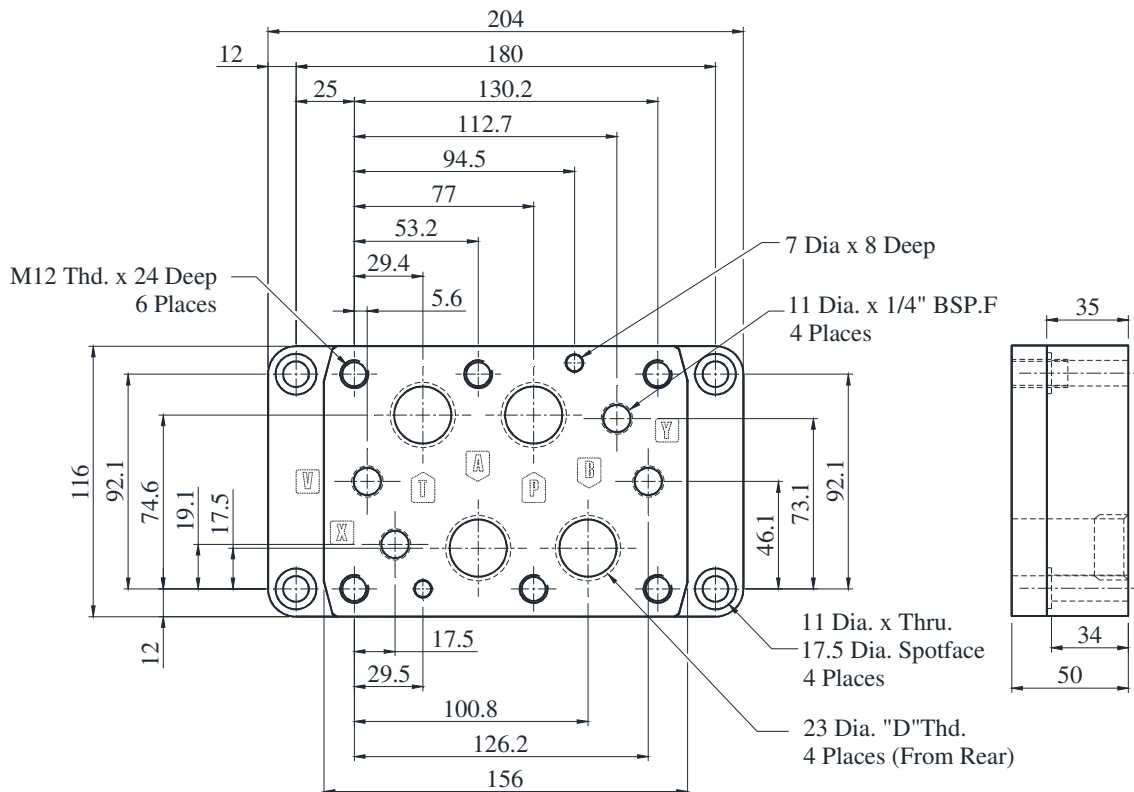 204
12
180
25
130.2
112.7
94.5
77
53.2
29.4
5.6
M12 Thd. x 24 Deep
6 Places
7 Dia x 8 Deep
11 Dia. x 1/4" BSP.F
4 Places
35
116
92.1
74.6
19.1
17.5
12
V
X
T
A
P
B
Y
46.1
73.1
92.1
11 Dia. x Thru.
17.5 Dia. Spotface
4 Places
34
50
17.5
29.5
100.8
126.2
156
23 Dia. "D"Thd.
4 Places (From Rear)